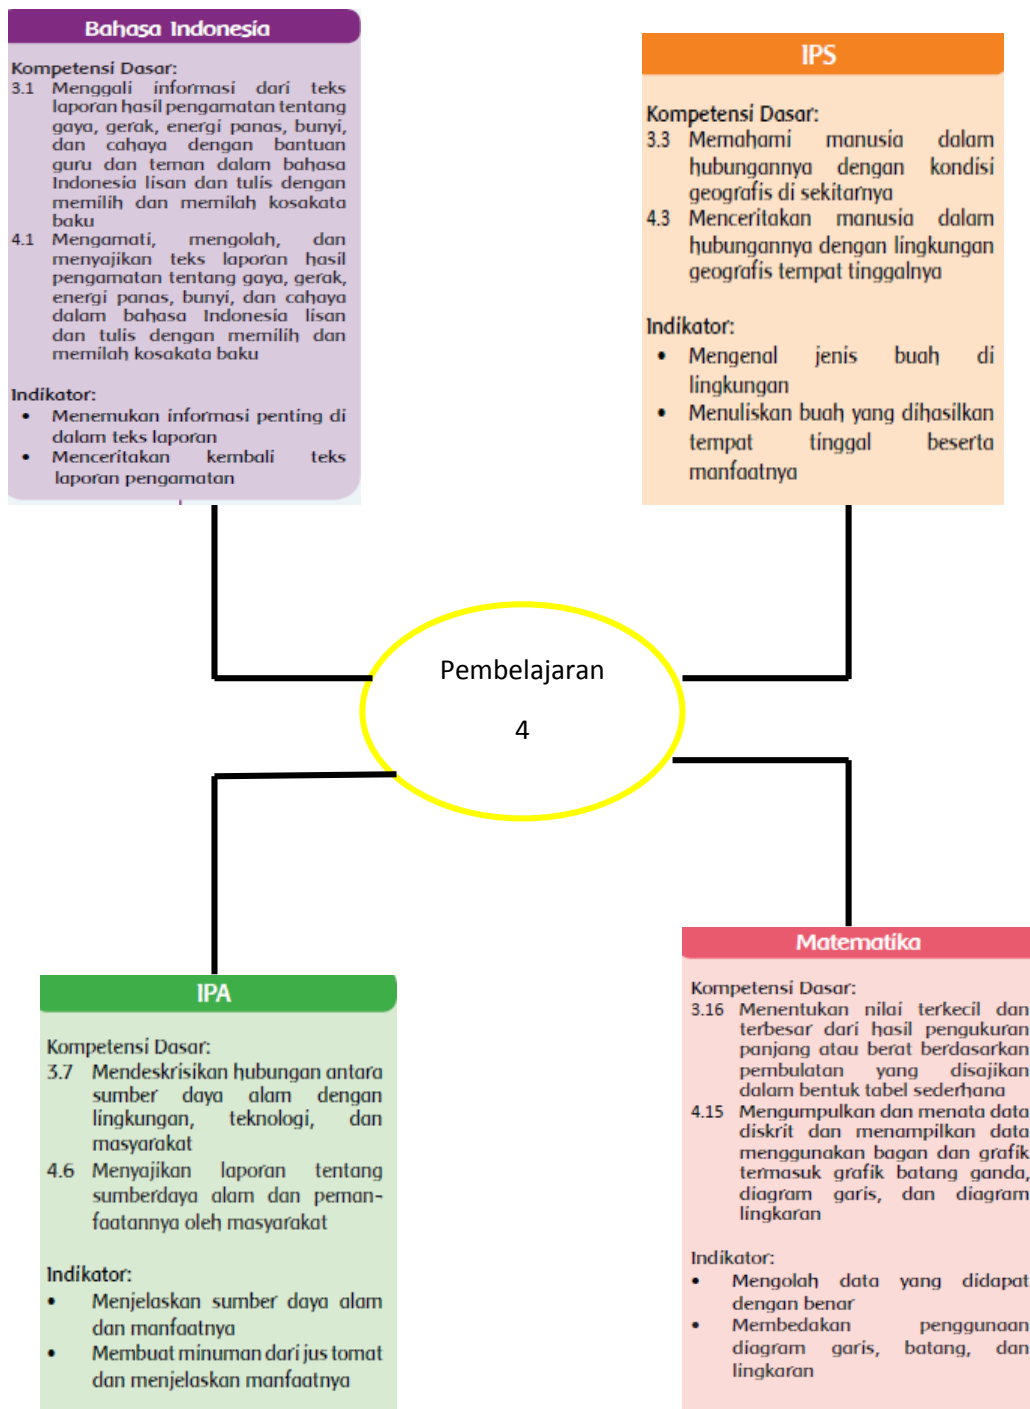 Bahasa Indonesia
Kompetensi Dasar:
3.1 Menggali informasi dari teks
laporan hasil pengamatan tentang
gaya, gerak, energi panas, bunyi,
dan cahaya dengan bantuan
guru dan teman dalam bahasa
Indonesia lisan dan tulis dengan
memilih dan memilah kosakata
baku
4.1 Mengamati, mengolah, dan
menyajikan teks laporan hasil
pengamatan tentang gaya, gerak,
energi panas, bunyi, dan cahaya
dalam bahasa Indonesia lisan
dan tulis dengan memilih dan
memilah kosakata baku
Indikator:
• Menemukan informasi penting di
dalam teks laporan
• Menceritakan kembali teks
laporan pengamatan
IPS
Kompetensi Dasar:
3.3 Memahami manusia dalam
hubungannya dengan kondisi
geografis di sekitarnya
4.3 Menceritakan manusia dalam
hubungannya dengan lingkungan
geografis tempat tinggalnya
Indikator:
• Mengenal jenis buah di
lingkungan
• Menuliskan buah yang dihasilkan
tempat tinggal beserta
manfaatnya
Pembelajaran
4
IPA
Kompetensi Dasar:
3.7 Mendeskrisikan hubungan antara
sumber daya alam dengan
lingkungan, teknologi, dan
masyarakat
4.6 Menyajikan laporan tentang
sumberdaya alam dan peman-
faatannya oleh masyarakat
Indikator:
• Menjelaskan sumber daya alam
dan manfaatnya
• Membuat minuman dari jus tomat
dan menjelaskan manfaatnya
Matematika
Kompetensi Dasar:
3.16 Menentukan nilai terkecil dan
terbesar dari hasil pengukuran
panjang atau berat berdasarkan
pembulatan yang disajikan
dalam bentuk tabel sederhana
4.15 Mengumpulkan dan menata data
diskrit dan menampilkan data
menggunakan bagan dan grafik
termasuk grafik batang ganda,
diagram garis, dan diagram
lingkaran
Indikator:
• Mengolah data yang didapat
dengan benar
• Membedakan penggunaan
diagram garis, batang, dan
lingkaran